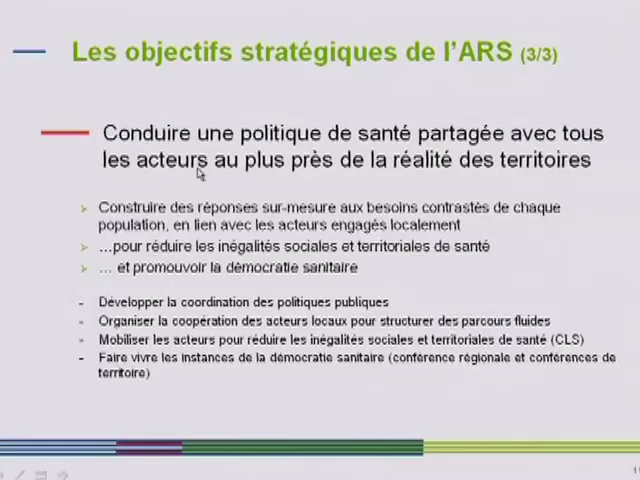 Les objectifs stratégiques de l'ARS (3/3)
Conduire une politique de santé partagée avec tous
les acteurs au plus près de la réalité des territoires
Construire des réponses sur-mesure aux besoins contrastés de chaque
population, en lien avec les acteurs engagés localement
…pour réduire les inégalités sociales et territoriales de santé
… et promouvoir la démocratie sanitaire
- Développer la coordination des politiques publiques
- Organiser la coopération des acteurs locaux pour structurer des parcours fluides
- Mobiliser les acteurs pour réduire les inégalités sociales et territoriales de santé (CLS)
- Faire vivre les instances de la démocratie sanitaire (conférence régionale et conférences de
territoire)